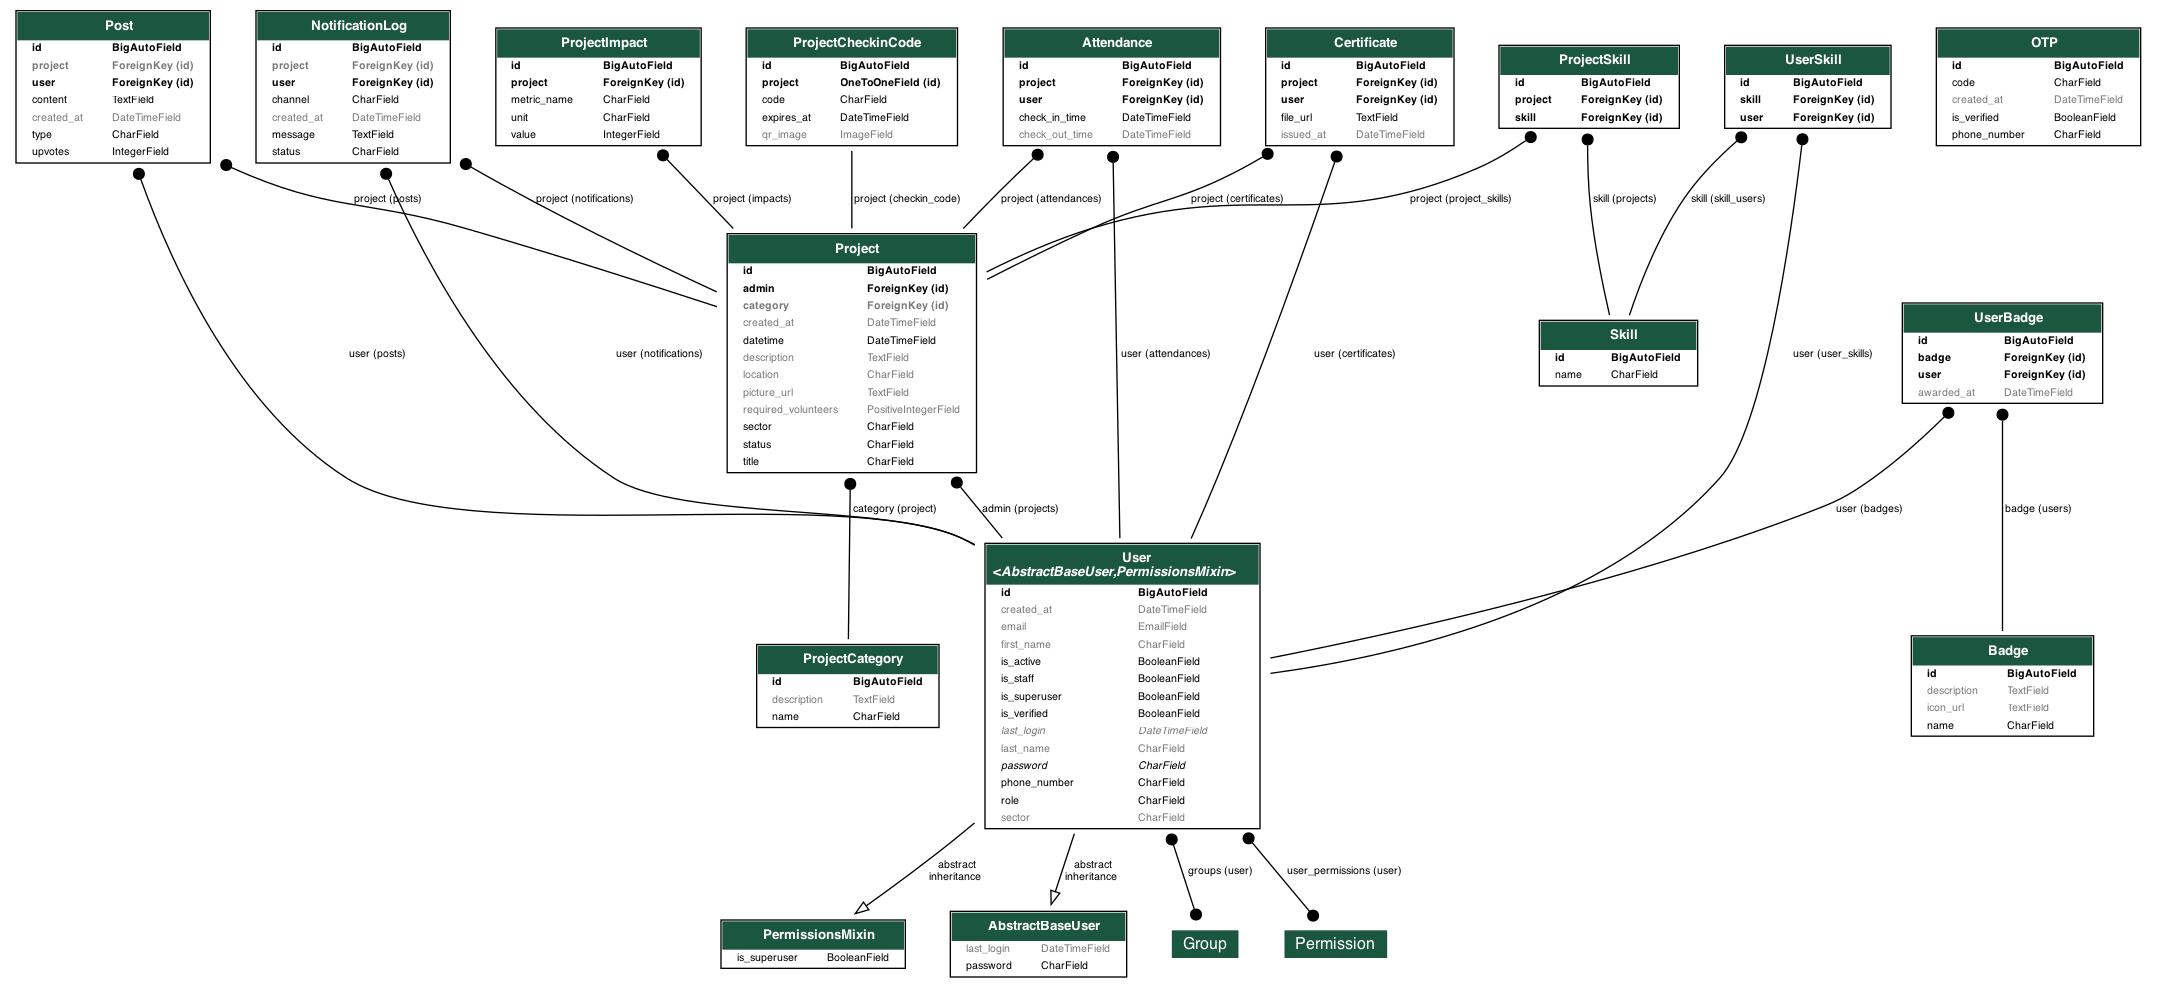 Post
id BigAutoField
project ForeignKey (id)
user ForeignKey (id)
content TextField
created_at DateTimeField
type CharField
upvotes IntegerField
NotificationLog
id BigAutoField
project ForeignKey (id)
user ForeignKey (id)
channel CharField
created_at DateTimeField
message TextField
status CharField
ProjectImpact
id BigAutoField
project ForeignKey (id)
metric_name CharField
unit CharField
value IntegerField
ProjectCheckinCode
id BigAutoField
project OneToOneField (id)
code CharField
expires_at DateTimeField
qr_image ImageField
Attendance
id BigAutoField
project ForeignKey (id)
user ForeignKey (id)
check_in_time DateTimeField
check_out_time DateTimeField
Certificate
id BigAutoField
project ForeignKey (id)
user ForeignKey (id)
file_url TextField
issued_at DateTimeField
ProjectSkill
id BigAutoField
project ForeignKey (id)
skill ForeignKey (id)
UserSkill
id BigAutoField
skill ForeignKey (id)
user ForeignKey (id)
OTP
id BigAutoField
code CharField
created_at DateTimeField
is_verified BooleanField
phone_number CharField
project (posts)
project (notifications)
project (impacts)
project (checkin_code)
project (attendances)
project (certificates)
project (project_skills)
skill (projects)
skill (skill_users)
Project
id BigAutoField
admin ForeignKey (id)
category ForeignKey (id)
created_at DateTimeField
datetime DateTimeField
description TextField
location CharField
picture_url TextField
required_volunteers PositiveIntegerField
sector CharField
status CharField
title CharField
Skill
id BigAutoField
name CharField
UserBadge
id BigAutoField
badge ForeignKey (id)
user ForeignKey (id)
awarded_at DateTimeField
user (posts)
user (notifications)
user (attendances)
user (certificates)
user (user_skills)
category (project)
admin (projects)
user (badges)
badge (users)
User
<AbstractBaseUser,PermissionsMixin>
id BigAutoField
created_at DateTimeField
email EmailField
first_name CharField
is_active BooleanField
is_staff BooleanField
is_superuser BooleanField
is_verified BooleanField
last_login DateTimeField
last_name CharField
password CharField
phone_number CharField
role CharField
sector CharField
ProjectCategory
id BigAutoField
description TextField
name CharField
Badge
id BigAutoField
description TextField
icon_url TextField
name CharField
abstract
inheritance
abstract
inheritance
groups (user)
user_permissions (user)
PermissionsMixin
is_superuser BooleanField
AbstractBaseUser
last_login DateTimeField
password CharField
Group
Permission